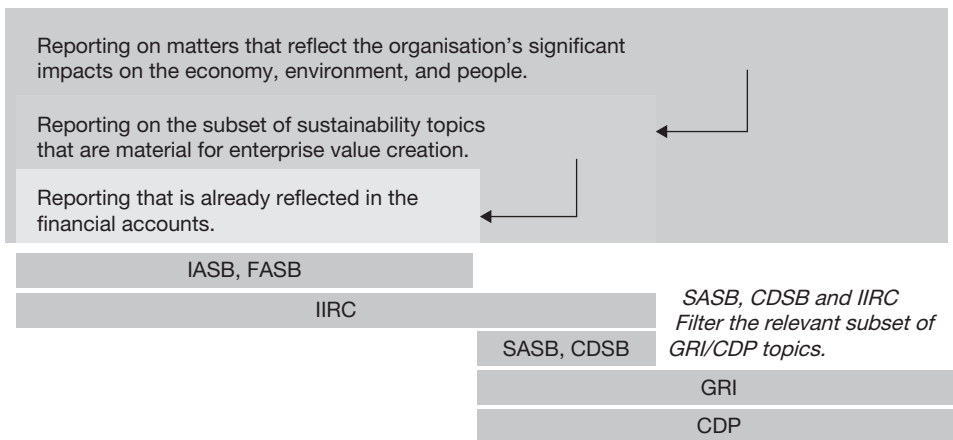 Reporting on matters that reflect the organisation's significant
impacts on the economy, environment, and people.
Reporting on the subset of sustainability topics
that are material for enterprise value creation.
Reporting that is already reflected in the
financial accounts.
IASB, FASB
IIRC
SASB, CDSB and IIRC
Filter the relevant subset of
GRI/CDP topics.
SASB, CDSB
GRI
CDP